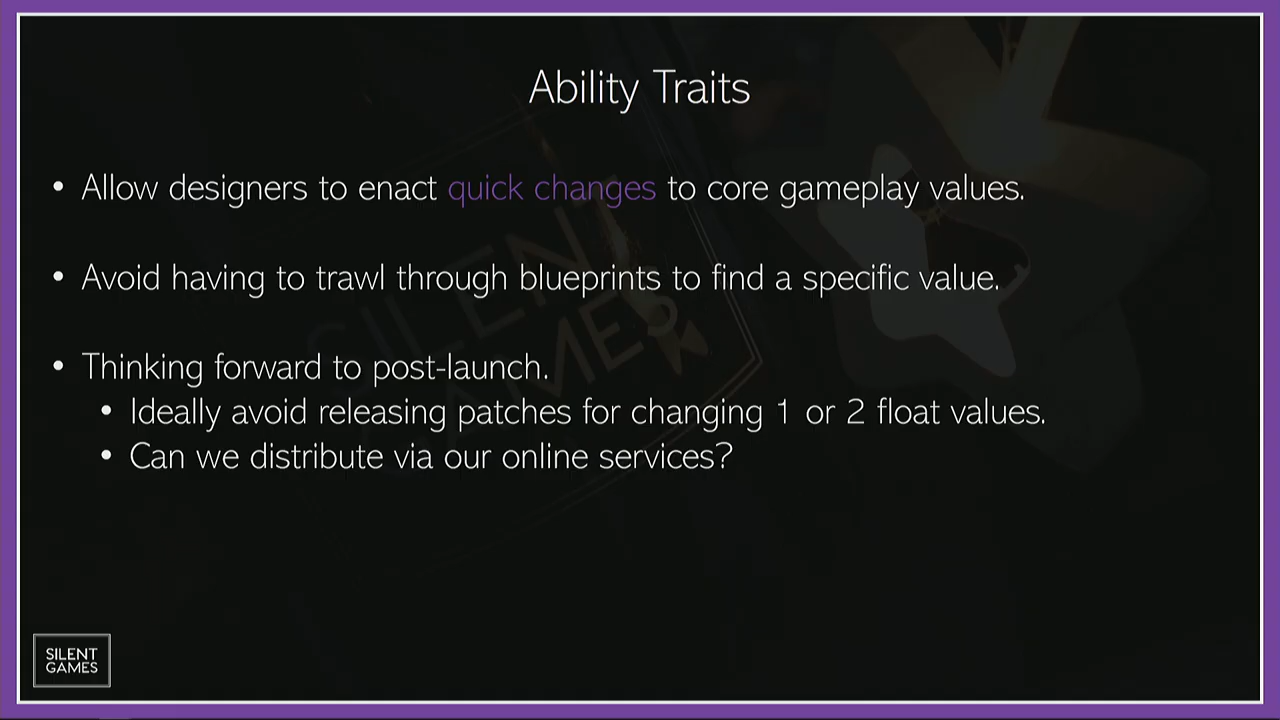 Ability Traits
• Allow designers to enact quick changes to core gameplay values.
• Avoid having to trawl through blueprints to find a specific value.
• Thinking forward to post-launch.
• Ideally avoid releasing patches for changing 1 or 2 float values.
• Can we distribute via our online services?
SILENT
GAMES
SILENT
GAMES